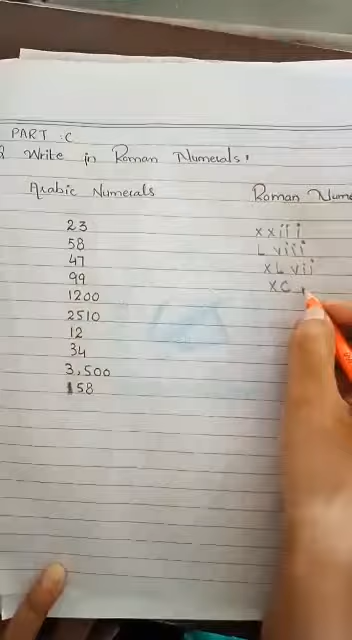 PART :C
Write in Roman Numerals.
Arabic Numerals Roman
23 xxiii
58 Lviii
47 xLvii
99 xC
1200
2510
12
34
3,500
158